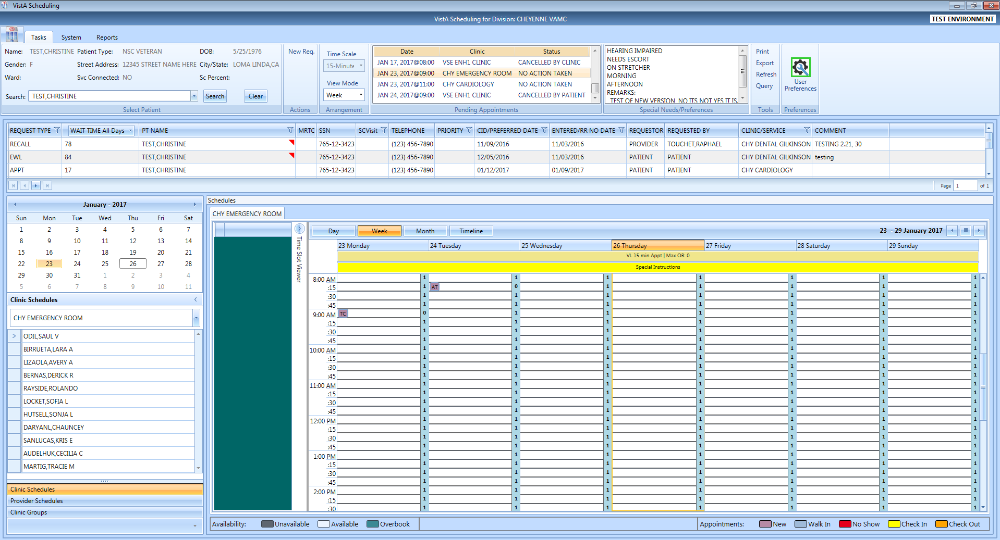 VistA Scheduling
VistA Scheduling for Division: CHEYENNE VAMC
TEST ENVIRONMENT
Tasks System Reports
Name: TEST,CHRISTINE Patient Type: NSC VETERAN DOB: 5/25/1976
Gender: F Street Address: 12345 STREET NAME HERE City/State: LOMA LINDA,CA
Ward: Svc Connected: NO Sc Percent:
Search: TEST,CHRISTINE Search Clear
Select Patient
New Req.
Actions
Time Scale
15-Minute
View Mode
Week
Arrangement
Date Clinic Status
JAN 17, 2017@08:00 VSE ENH1 CLINIC CANCELLED BY CLINIC
JAN 23, 2017@09:00 CHY EMERGENCY ROOM NO ACTION TAKEN
JAN 23, 2017@11:00 CHY CARDIOLOGY NO ACTION TAKEN
JAN 24, 2017@09:00 VSE ENH1 CLINIC CANCELLED BY PATIENT
Pending Appointments
HEARING IMPAIRED
NEEDS ESCORT
ON STRETCHER
MORNING
AFTERNOON
REMARKS:
TEST OF NEW VERSION, NO ITS NOT YES IT IS.
Special Needs/Preferences
Print
Export
Refresh
Query
Tools
User
Preferences
Preferences
REQUEST TYPE WAIT TIME All Days PT NAME MRTC SSN SCVisit TELEPHONE PRIORITY CID/PREFERRED DATE ENTERED/RR NO DATE REQUESTOR REQUESTED BY CLINIC/SERVICE COMMENT
RECALL 78 TEST,CHRISTINE 765-12-3423 (123) 456-7890 11/09/2016 11/03/2016 PROVIDER TOUCHET,RAPHAEL CHY DENTAL GILKINSON TESTING 2.21, 30
EWL 84 TEST,CHRISTINE 765-12-3423 (123) 456-7890 12/05/2016 11/03/2016 PATIENT PATIENT CHY DENTAL GILKINSON testing
APPT 17 TEST,CHRISTINE 765-12-3423 (123) 456-7890 01/12/2017 01/09/2017 PATIENT PATIENT CHY CARDIOLOGY
Page 1 of 1
January - 2017
Sun Mon Tue Wed Thu Fri Sat
1 2 3 4 5 6 7
8 9 10 11 12 13 14
15 16 17 18 19 20 21
22 23 24 25 26 27 28
29 30 31 1 2 3 4
5 6 7 8 9 10 11
Clinic Schedules
CHY EMERGENCY ROOM
ODIL,SAUL V
BIRRUETA,LARA A
LIZAOLA,AVERY A
BERNAS,DERICK R
RAYSIDE,ROLANDO
LOCKET,SOFIA L
HUTSELL,SONJA L
DARYANL,CHAUNCEY
SANLUCAS,KRIS E
AUDELHUK,CECILIA C
MARTIG,TRACIE M
Clinic Schedules
Provider Schedules
Clinic Groups
Schedules
CHY EMERGENCY ROOM
Time Slot Viewer
Day Week Month Timeline 23 - 29 January 2017
23 Monday 24 Tuesday 25 Wednesday 26 Thursday 27 Friday 28 Saturday 29 Sunday
VL 15 min Appt | Max OB: 0
Special Instructions
8:00 AM 1 1 1 1 1 1 1
:15 1 AT 0 1 1 1 1 1
:30 1 1 1 1 1 1 1
:45 1 1 1 1 1 1 1
9:00 AM TC 0 1 1 1 1 1 1
:15 1 1 1 1 1 1 1
:30 1 1 1 1 1 1 1
:45 1 1 1 1 1 1 1
10:00 AM 1 1 1 1 1 1 1
:15 1 1 1 1 1 1 1
:30 1 1 1 1 1 1 1
:45 1 1 1 1 1 1 1
11:00 AM 1 1 1 1 1 1 1
:15 1 1 1 1 1 1 1
:30 1 1 1 1 1 1 1
:45 1 1 1 1 1 1 1
12:00 PM 1 1 1 1 1 1 1
:15 1 1 1 1 1 1 1
:30 1 1 1 1 1 1 1
:45 1 1 1 1 1 1 1
1:00 PM 1 1 1 1 1 1 1
:15 1 1 1 1 1 1 1
:30 1 1 1 1 1 1 1
:45 1 1 1 1 1 1 1
2:00 PM 1 1 1 1 1 1 1
:15 1 1 1 1 1 1 1
:30 1 1 1 1 1 1 1
Availability: Unavailable Available Overbook
Appointments: New Walk In No Show Check In Check Out